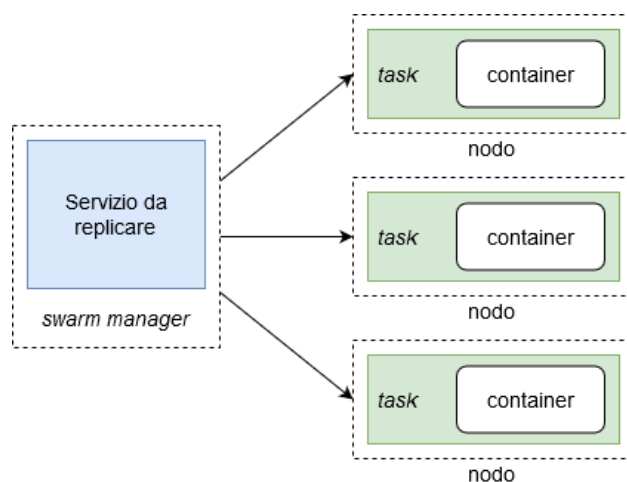 Servizio da
replicare
swarm manager
task
container
nodo
task
container
nodo
task
container
nodo